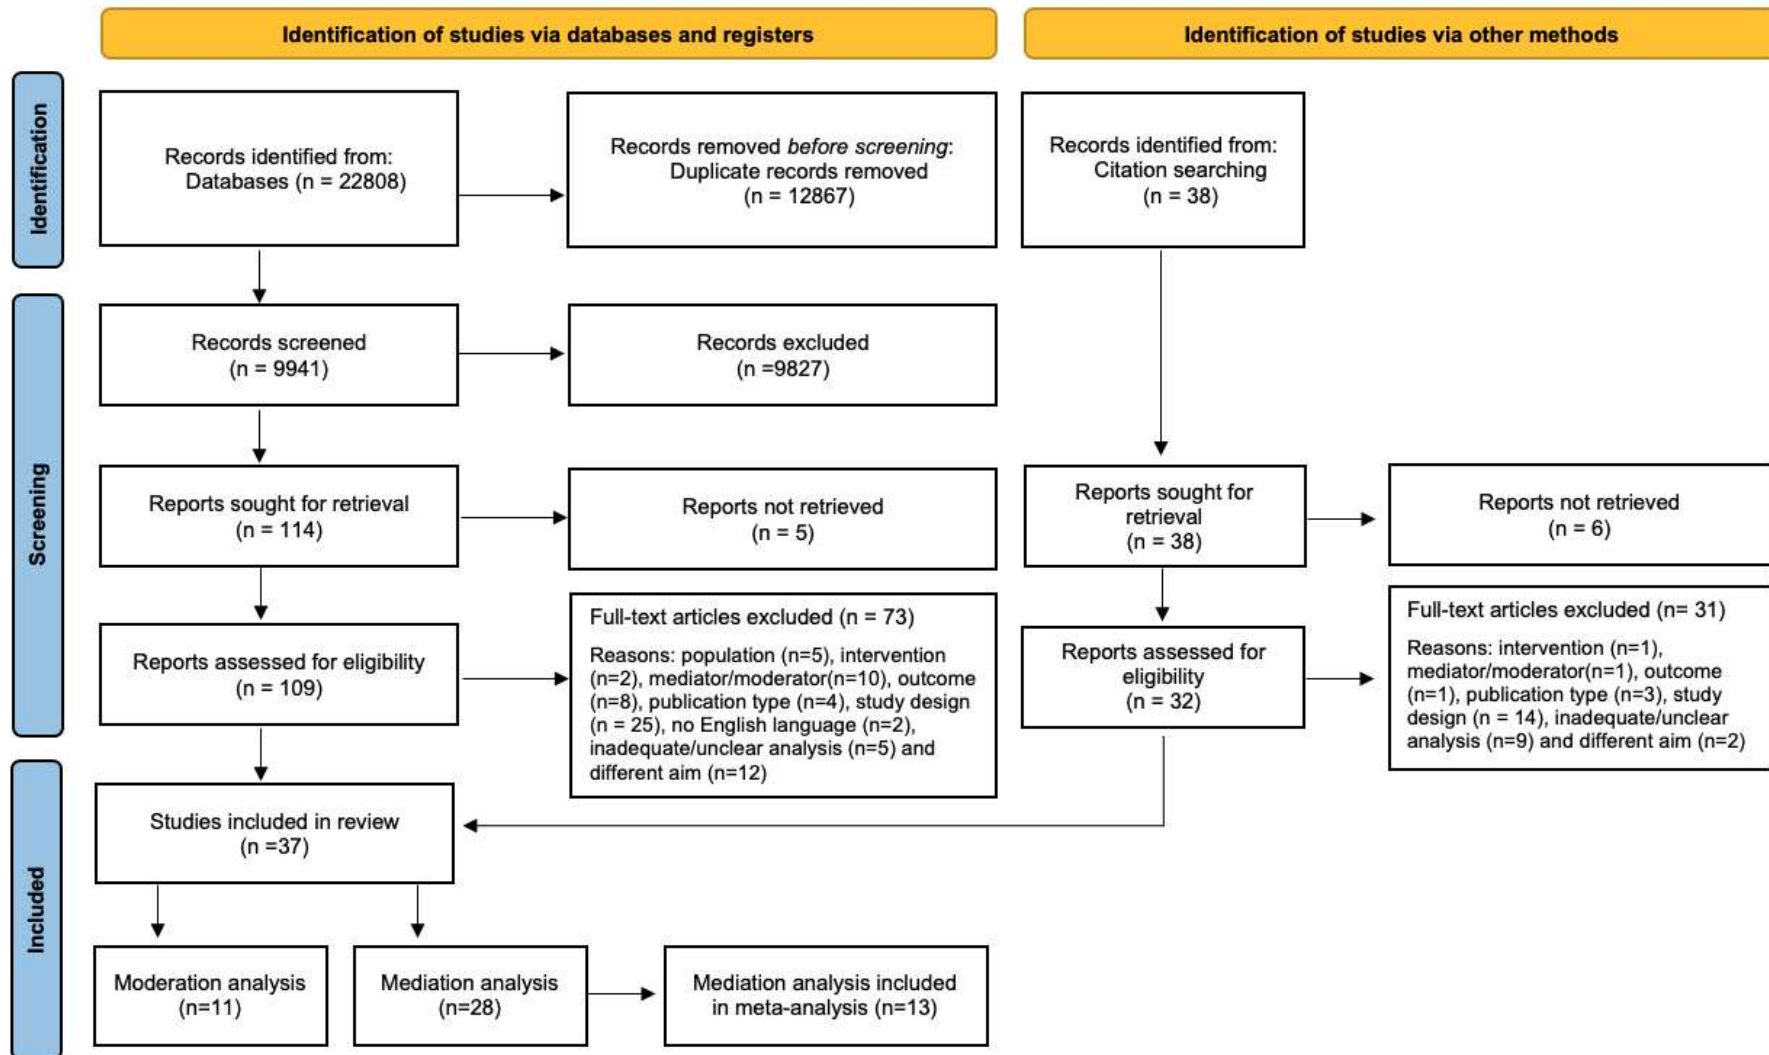 Identification of studies via databases and registers
Identification of studies via other methods
Identification
Records identified from:
Databases (n = 22808)
Records removed before screening:
Duplicate records removed
(n = 12867)
Records identified from:
Citation searching
(n = 38)
Screening
Records screened
(n = 9941)
Records excluded
(n =9827)
Reports sought for retrieval
(n = 114)
Reports not retrieved
(n = 5)
Reports sought for
retrieval
(n = 38)
Reports not retrieved
(n = 6)
Reports assessed for eligibility
(n = 109)
Full-text articles excluded (n = 73)
Reasons: population (n=5), intervention
(n=2), mediator/moderator(n=10), outcome
(n=8), publication type (n=4), study design
(n = 25), no English language (n=2),
inadequate/unclear analysis (n=5) and
different aim (n=12)
Reports assessed for
eligibility
(n = 32)
Full-text articles excluded (n= 31)
Reasons: intervention (n=1),
mediator/moderator(n=1), outcome
(n=1), publication type (n=3), study
design (n = 14), inadequate/unclear
analysis (n=9) and different aim (n=2)
Included
Studies included in review
(n =37)
Moderation analysis
(n=11)
Mediation analysis
(n=28)
Mediation analysis included
in meta-analysis (n=13)